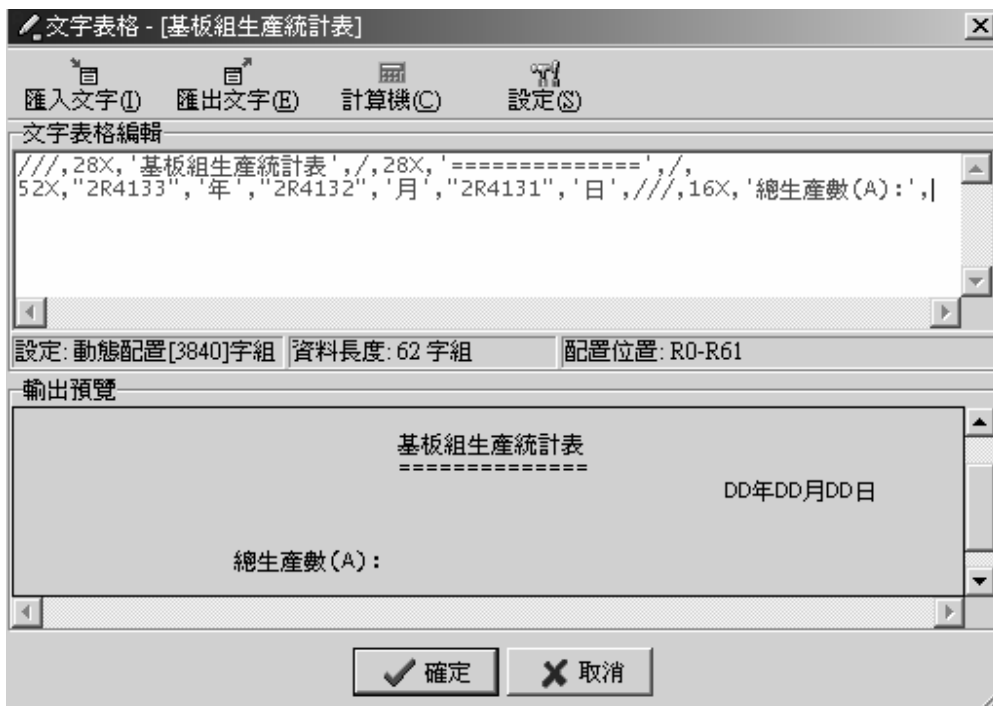 文字表格 - [基板組生產統計表]
匯入文字(I) 匯出文字(E) 計算機(C) 設定(S)
文字表格編輯
///,28X,'基板組生產統計表',/,28X,'==============',/,
52X,"2R4133",'年',"2R4132",'月',"2R4131",'日',///,16X,'總生產數(A):',
設定: 動態配置[3840]字組 資料長度: 62 字組 配置位置: R0-R61
輸出預覽
基板組生產統計表
==============
DD年DD月DD日
總生產數(A):
確定 取消